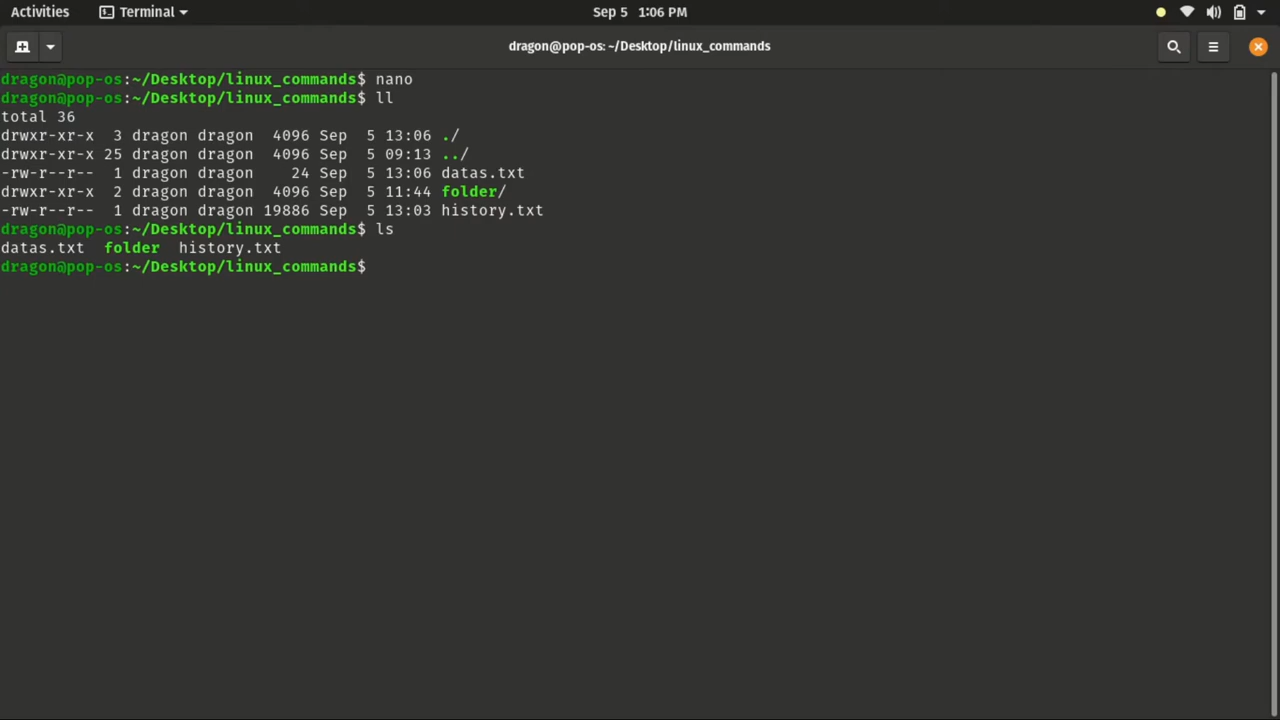 Activities Terminal Sep 5 1:06 PM
dragon@pop-os: ~/Desktop/linux_commands
dragon@pop-os:~/Desktop/linux_commands$ nano
dragon@pop-os:~/Desktop/linux_commands$ ll
total 36
drwxr-xr-x  3 dragon dragon  4096 Sep  5 13:06 ./
drwxr-xr-x 25 dragon dragon  4096 Sep  5 09:13 ../
-rw-r--r--  1 dragon dragon    24 Sep  5 13:06 datas.txt
drwxr-xr-x  2 dragon dragon  4096 Sep  5 11:44 folder/
-rw-r--r--  1 dragon dragon 19886 Sep  5 13:03 history.txt
dragon@pop-os:~/Desktop/linux_commands$ ls
datas.txt  folder  history.txt
dragon@pop-os:~/Desktop/linux_commands$